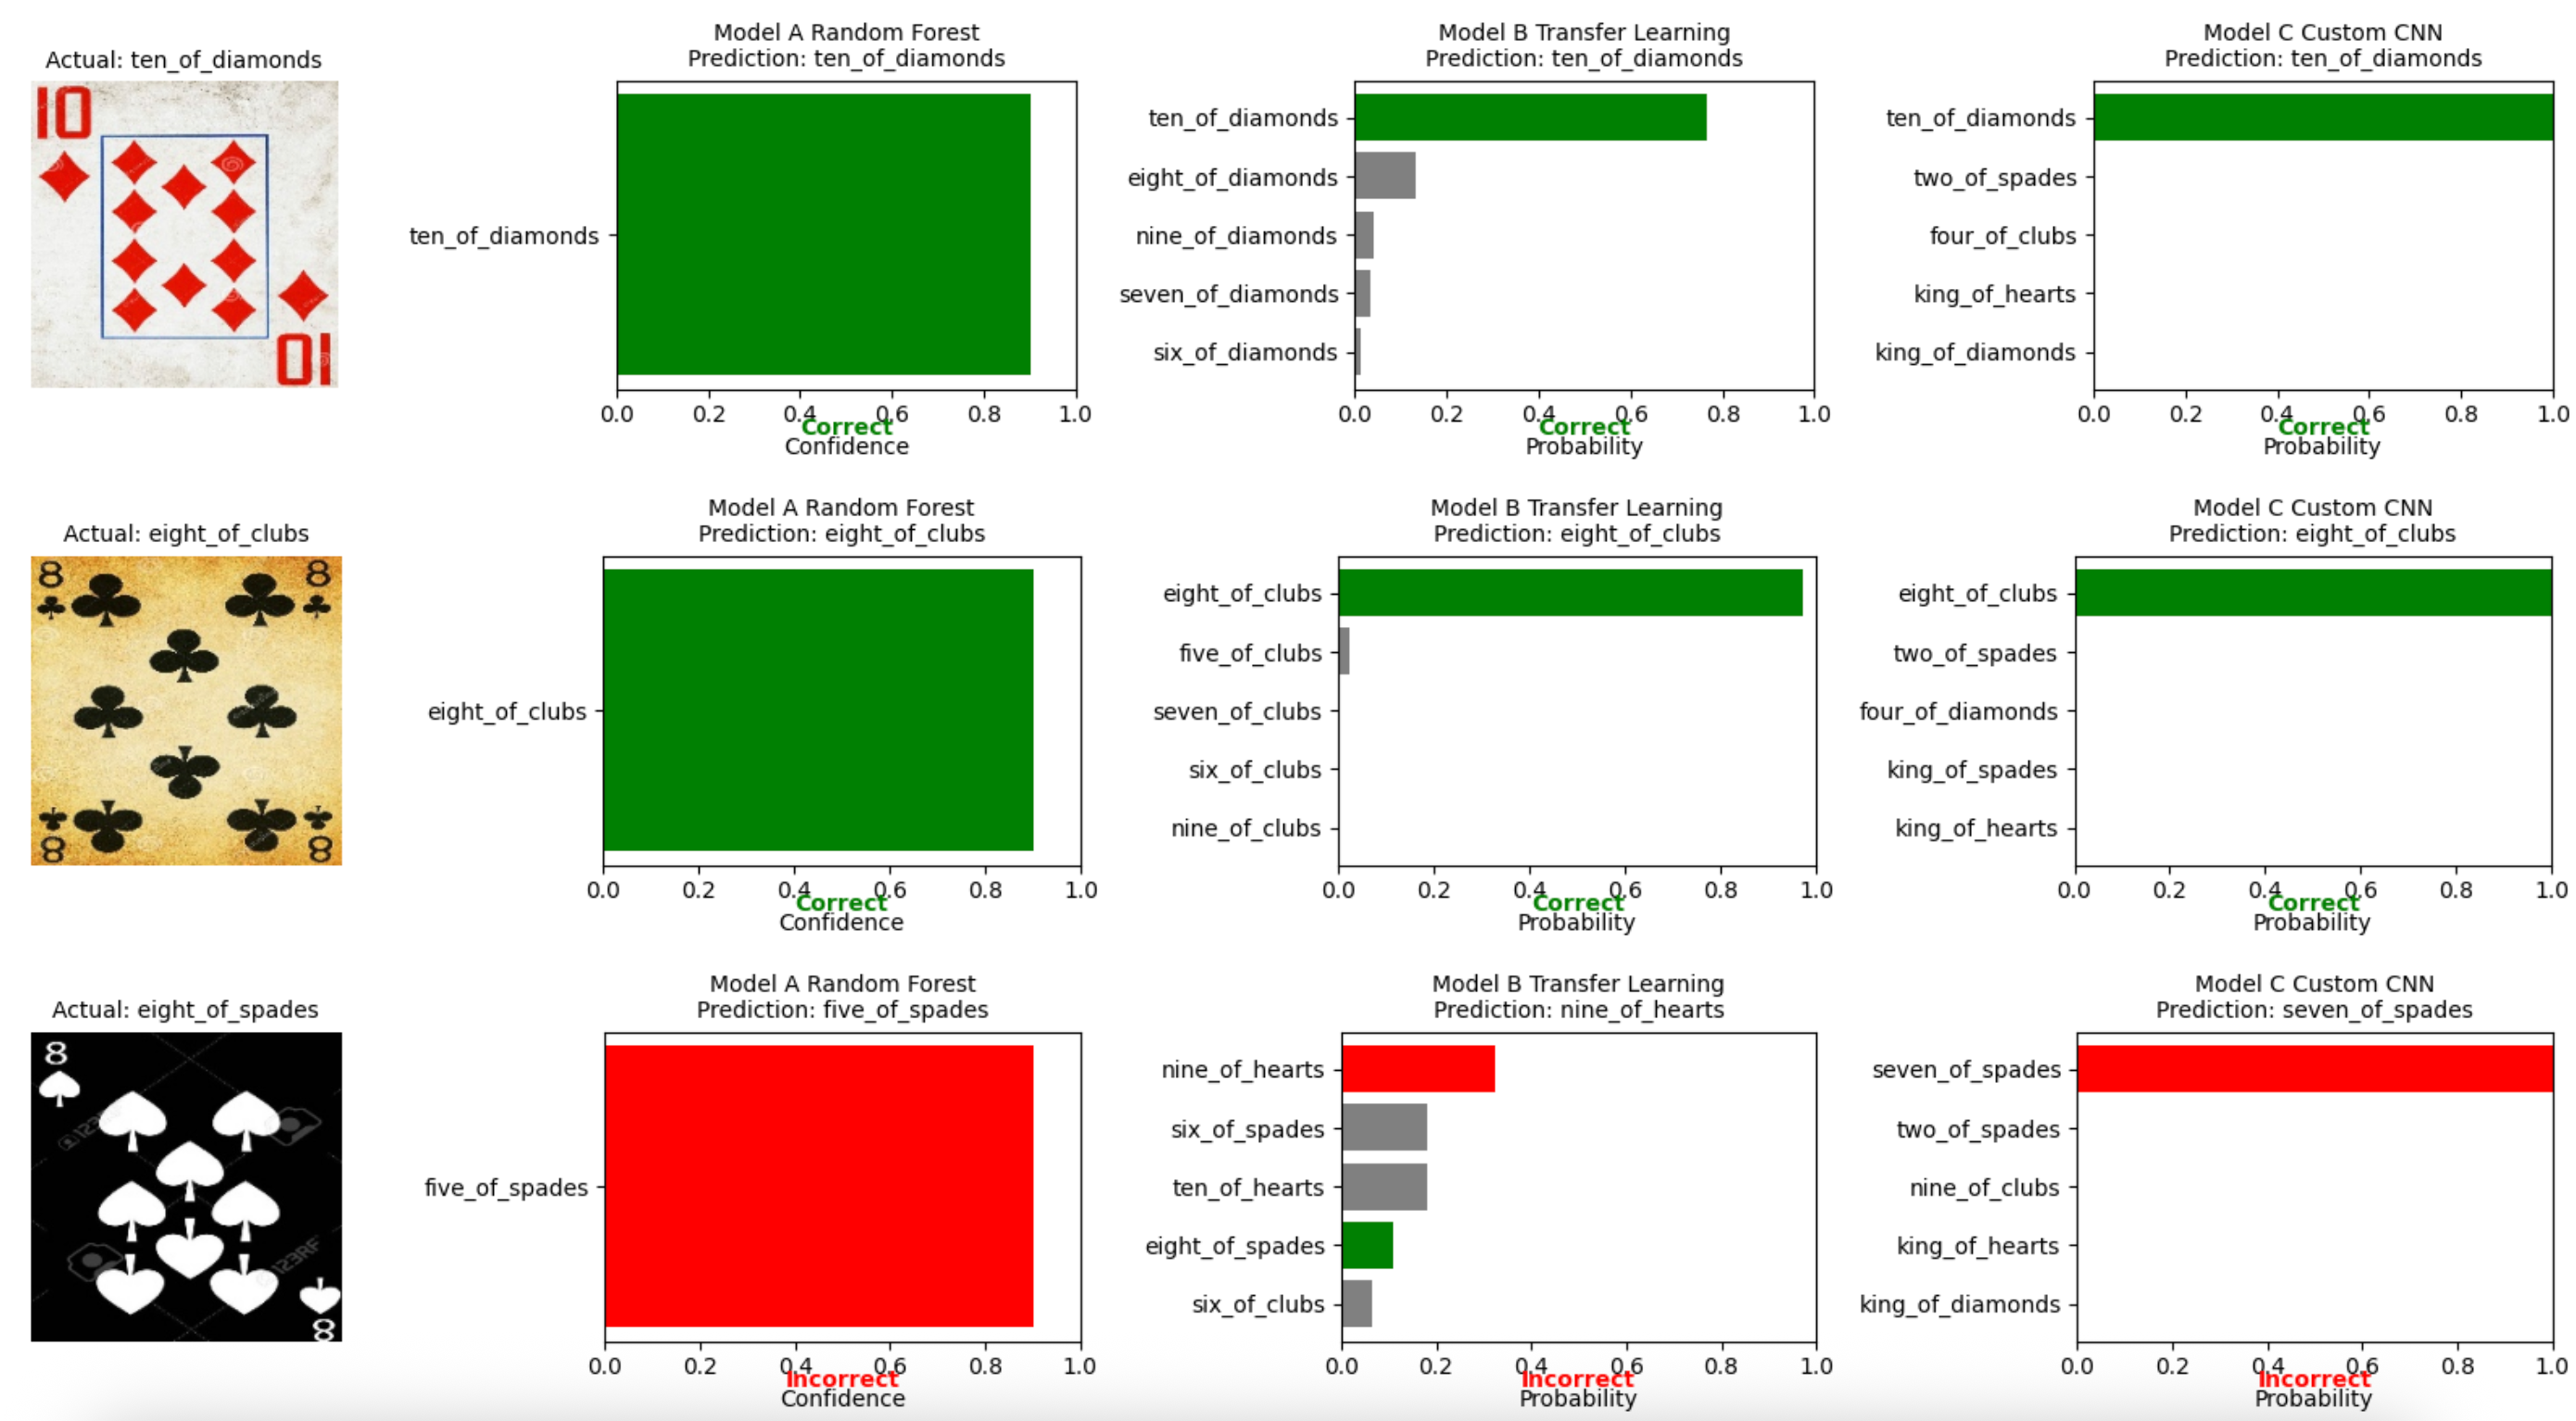 Actual: ten_of_diamonds
10
10
Model A Random Forest
Prediction: ten_of_diamonds
ten_of_diamonds
0.0 0.2 0.4 0.6 0.8 1.0
Correct
Confidence
Model B Transfer Learning
Prediction: ten_of_diamonds
ten_of_diamonds
eight_of_diamonds
nine_of_diamonds
seven_of_diamonds
six_of_diamonds
0.0 0.2 0.4 0.6 0.8 1.0
Correct
Probability
Model C Custom CNN
Prediction: ten_of_diamonds
ten_of_diamonds
two_of_spades
four_of_clubs
king_of_hearts
king_of_diamonds
0.0 0.2 0.4 0.6 0.8 1.0
Correct
Probability
Actual: eight_of_clubs
8 8
8 8
Model A Random Forest
Prediction: eight_of_clubs
eight_of_clubs
0.0 0.2 0.4 0.6 0.8 1.0
Correct
Confidence
Model B Transfer Learning
Prediction: eight_of_clubs
eight_of_clubs
five_of_clubs
seven_of_clubs
six_of_clubs
nine_of_clubs
0.0 0.2 0.4 0.6 0.8 1.0
Correct
Probability
Model C Custom CNN
Prediction: eight_of_clubs
eight_of_clubs
two_of_spades
four_of_diamonds
king_of_spades
king_of_hearts
0.0 0.2 0.4 0.6 0.8 1.0
Correct
Probability
Actual: eight_of_spades
8
123RF
8
Model A Random Forest
Prediction: five_of_spades
five_of_spades
0.0 0.2 0.4 0.6 0.8 1.0
Incorrect
Confidence
Model B Transfer Learning
Prediction: nine_of_hearts
nine_of_hearts
six_of_spades
ten_of_hearts
eight_of_spades
six_of_clubs
0.0 0.2 0.4 0.6 0.8 1.0
Incorrect
Probability
Model C Custom CNN
Prediction: seven_of_spades
seven_of_spades
two_of_spades
nine_of_clubs
king_of_hearts
king_of_diamonds
0.0 0.2 0.4 0.6 0.8 1.0
Incorrect
Probability